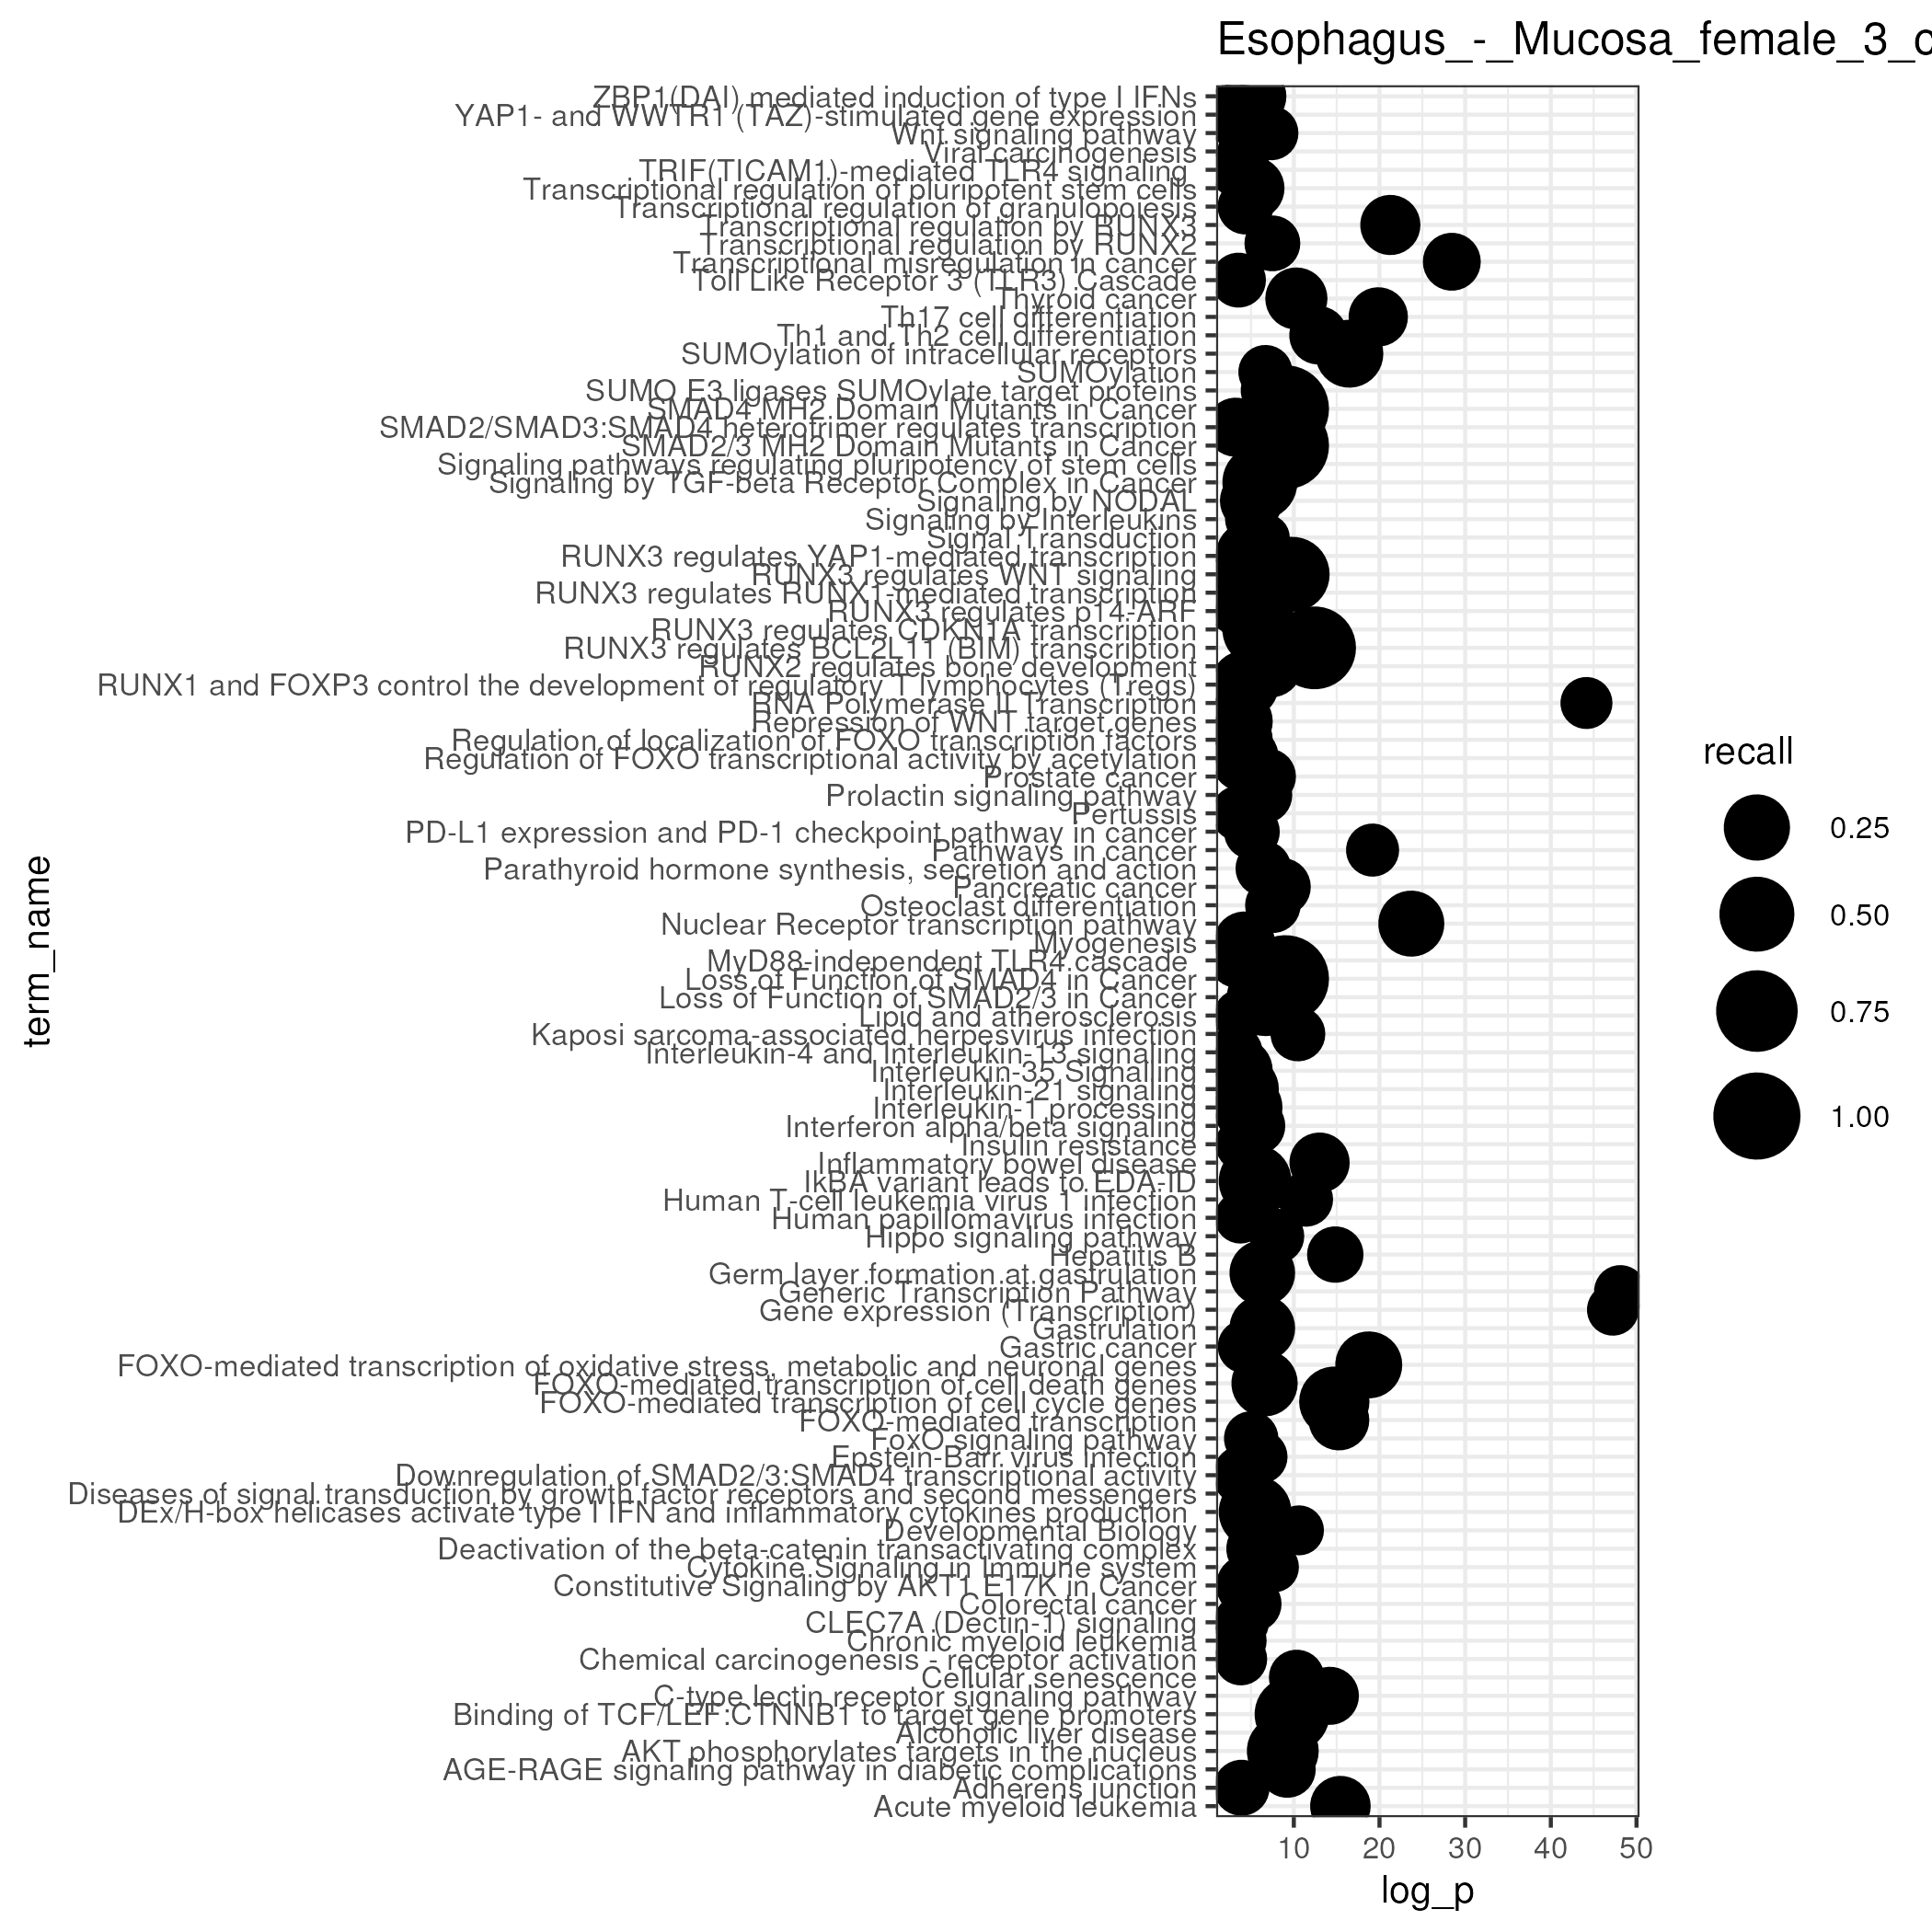 Esophagus_-_Mucosa_female_3_c
term_name
ZBP1(DAI) mediated induction of type I IFNs
YAP1- and WWTR1 (TAZ)-stimulated gene expression
Wnt signaling pathway
Viral carcinogenesis
TRIF(TICAM1)-mediated TLR4 signaling
Transcriptional regulation of pluripotent stem cells
Transcriptional regulation of granulopoiesis
Transcriptional regulation by RUNX3
Transcriptional regulation by RUNX2
Transcriptional misregulation in cancer
Toll Like Receptor 3 (TLR3) Cascade
Thyroid cancer
Th17 cell differentiation
Th1 and Th2 cell differentiation
SUMOylation of intracellular receptors
SUMOylation
SUMO E3 ligases SUMOylate target proteins
SMAD4 MH2 Domain Mutants in Cancer
SMAD2/SMAD3:SMAD4 heterotrimer regulates transcription
SMAD2/3 MH2 Domain Mutants in Cancer
Signaling pathways regulating pluripotency of stem cells
Signaling by TGF-beta Receptor Complex in Cancer
Signaling by NODAL
Signaling by Interleukins
Signal Transduction
RUNX3 regulates YAP1-mediated transcription
RUNX3 regulates WNT signaling
RUNX3 regulates RUNX1-mediated transcription
RUNX3 regulates p14-ARF
RUNX3 regulates CDKN1A transcription
RUNX3 regulates BCL2L11 (BIM) transcription
RUNX2 regulates bone development
RUNX1 and FOXP3 control the development of regulatory T lymphocytes (Tregs)
RNA Polymerase II Transcription
Repression of WNT target genes
Regulation of localization of FOXO transcription factors
Regulation of FOXO transcriptional activity by acetylation
Prostate cancer
Prolactin signaling pathway
Pertussis
PD-L1 expression and PD-1 checkpoint pathway in cancer
Pathways in cancer
Parathyroid hormone synthesis, secretion and action
Pancreatic cancer
Osteoclast differentiation
Nuclear Receptor transcription pathway
Myogenesis
MyD88-independent TLR4 cascade
Loss of Function of SMAD4 in Cancer
Loss of Function of SMAD2/3 in Cancer
Lipid and atherosclerosis
Kaposi sarcoma-associated herpesvirus infection
Interleukin-4 and Interleukin-13 signaling
Interleukin-35 Signalling
Interleukin-21 signaling
Interleukin-1 processing
Interferon alpha/beta signaling
Insulin resistance
Inflammatory bowel disease
IkBA variant leads to EDA-ID
Human T-cell leukemia virus 1 infection
Human papillomavirus infection
Hippo signaling pathway
Hepatitis B
Germ layer formation at gastrulation
Generic Transcription Pathway
Gene expression (Transcription)
Gastrulation
Gastric cancer
FOXO-mediated transcription of oxidative stress, metabolic and neuronal genes
FOXO-mediated transcription of cell death genes
FOXO-mediated transcription of cell cycle genes
FOXO-mediated transcription
FoxO signaling pathway
Epstein-Barr virus infection
Downregulation of SMAD2/3:SMAD4 transcriptional activity
Diseases of signal transduction by growth factor receptors and second messengers
DEx/H-box helicases activate type I IFN and inflammatory cytokines production
Developmental Biology
Deactivation of the beta-catenin transactivating complex
Cytokine Signaling in Immune system
Constitutive Signaling by AKT1 E17K in Cancer
Colorectal cancer
CLEC7A (Dectin-1) signaling
Chronic myeloid leukemia
Chemical carcinogenesis - receptor activation
Cellular senescence
C-type lectin receptor signaling pathway
Binding of TCF/LEF:CTNNB1 to target gene promoters
Alcoholic liver disease
AKT phosphorylates targets in the nucleus
AGE-RAGE signaling pathway in diabetic complications
Adherens junction
Acute myeloid leukemia
10 20 30 40 50
log_p
recall
0.25
0.50
0.75
1.00